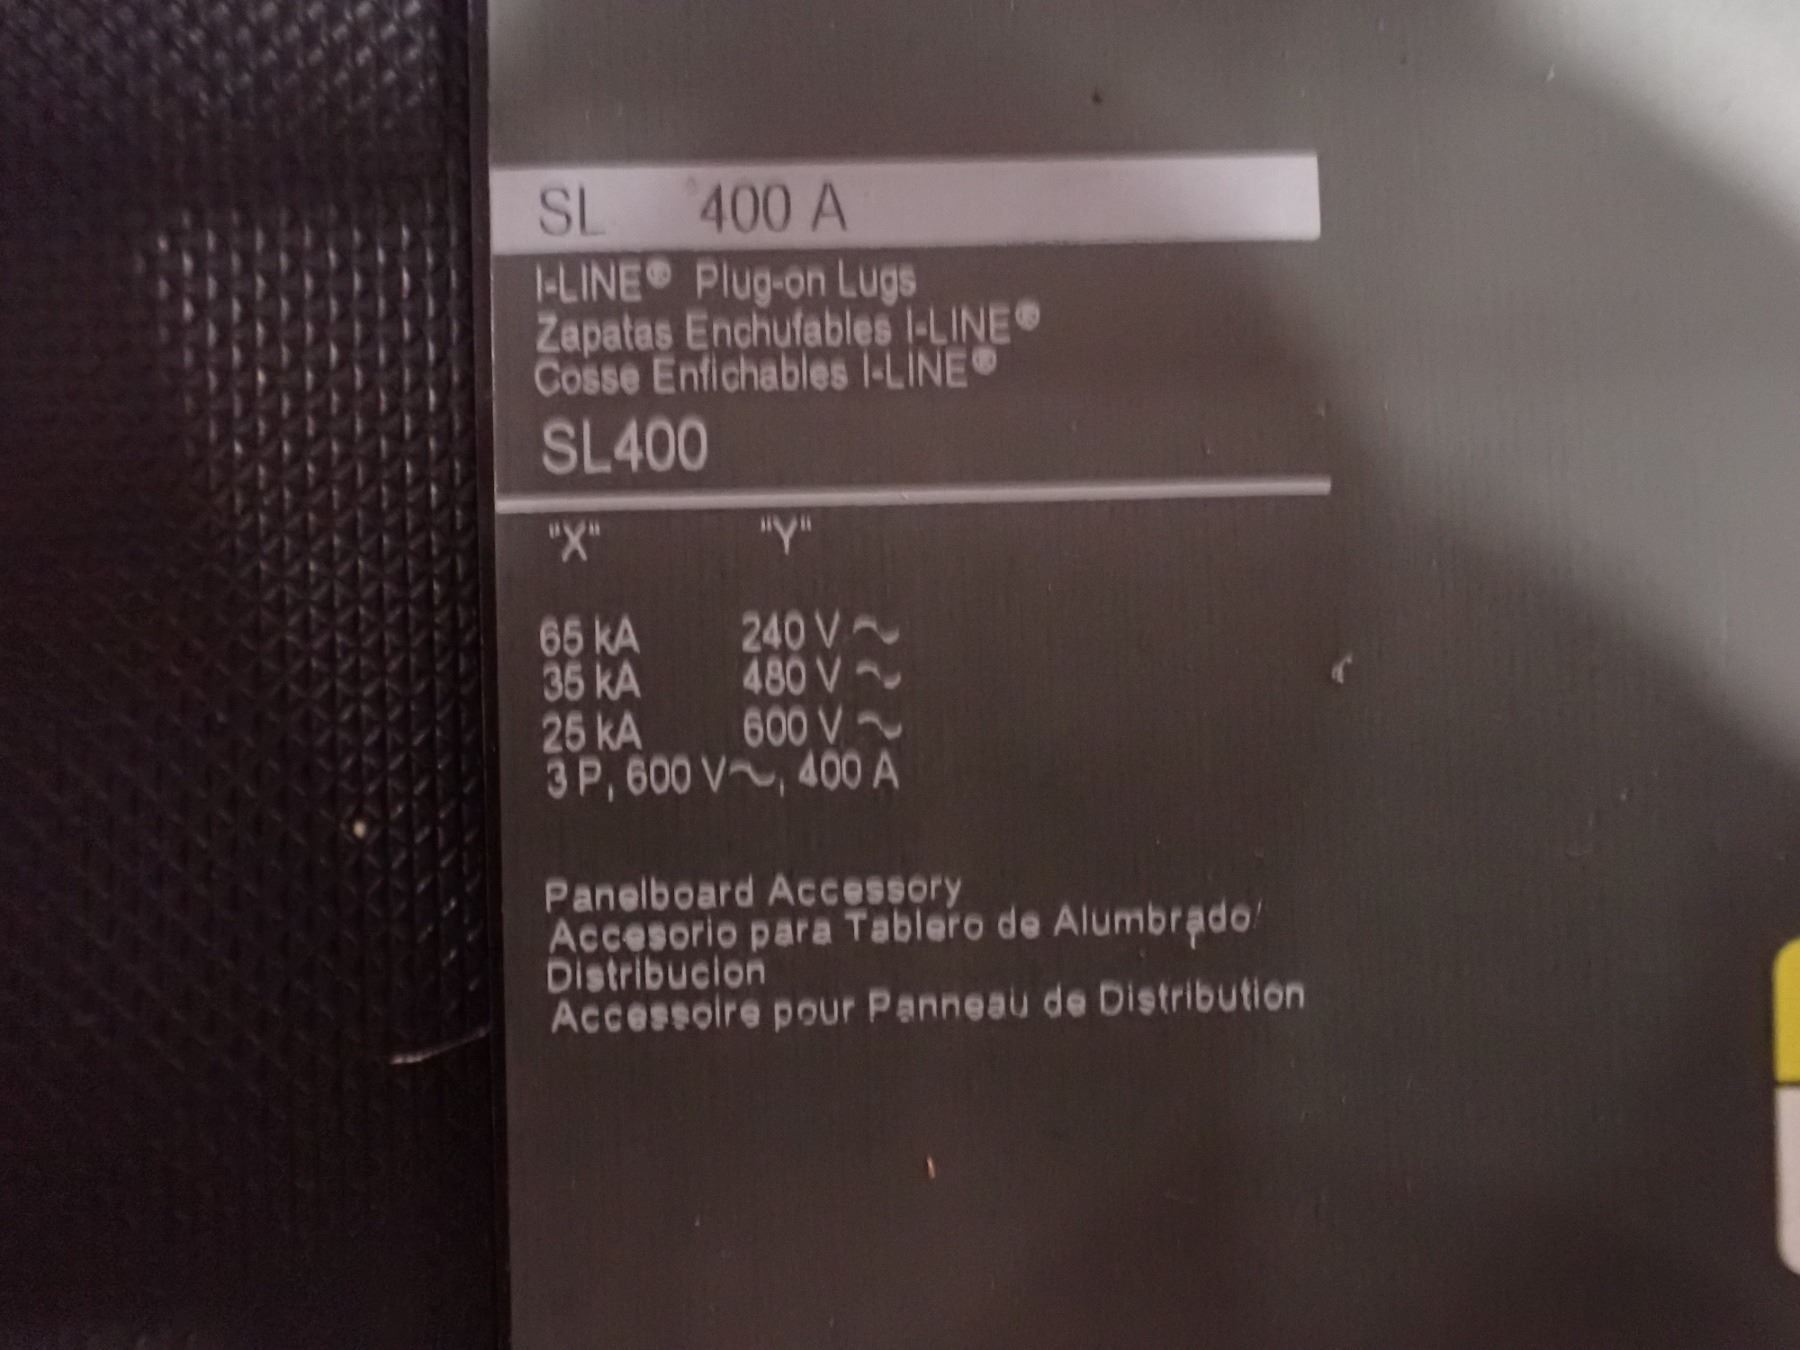 SL 400 A
I-LINE® Plug-on Lugs
Zapatas Enchufables I-LINE®
Cosse Enfichables I-LINE®
SL400
"X" "Y"
65 kA 240 V ~
35 kA 480 V ~
25 kA 600 V ~
3 P, 600 V~, 400 A
Panelboard Accessory
Accesorio para Tablero de Alumbrado/
Distribucion
Accessoire pour Panneau de Distribution